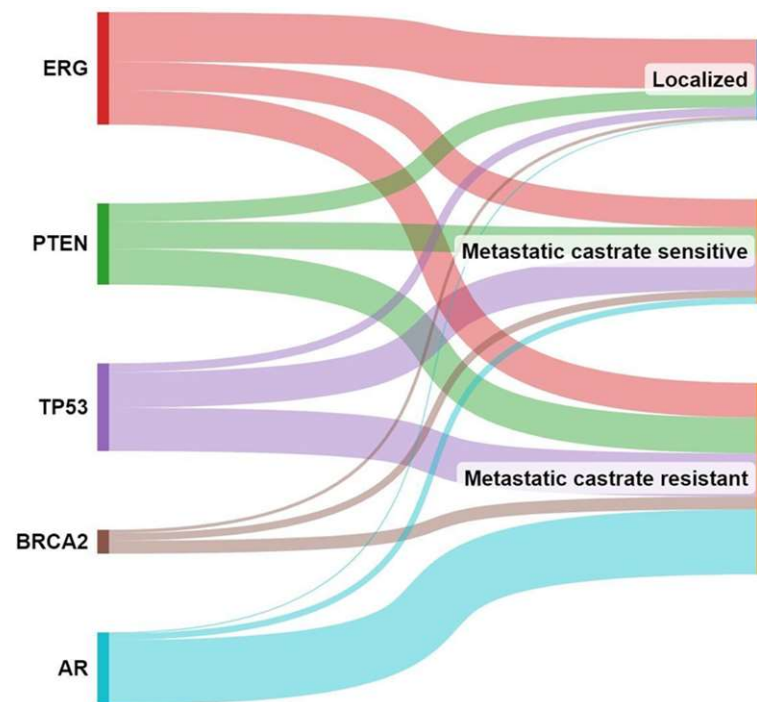 ERG
Localized
PTEN
Metastatic castrate sensitive
TP53
Metastatic castrate resistant
BRCA2
AR